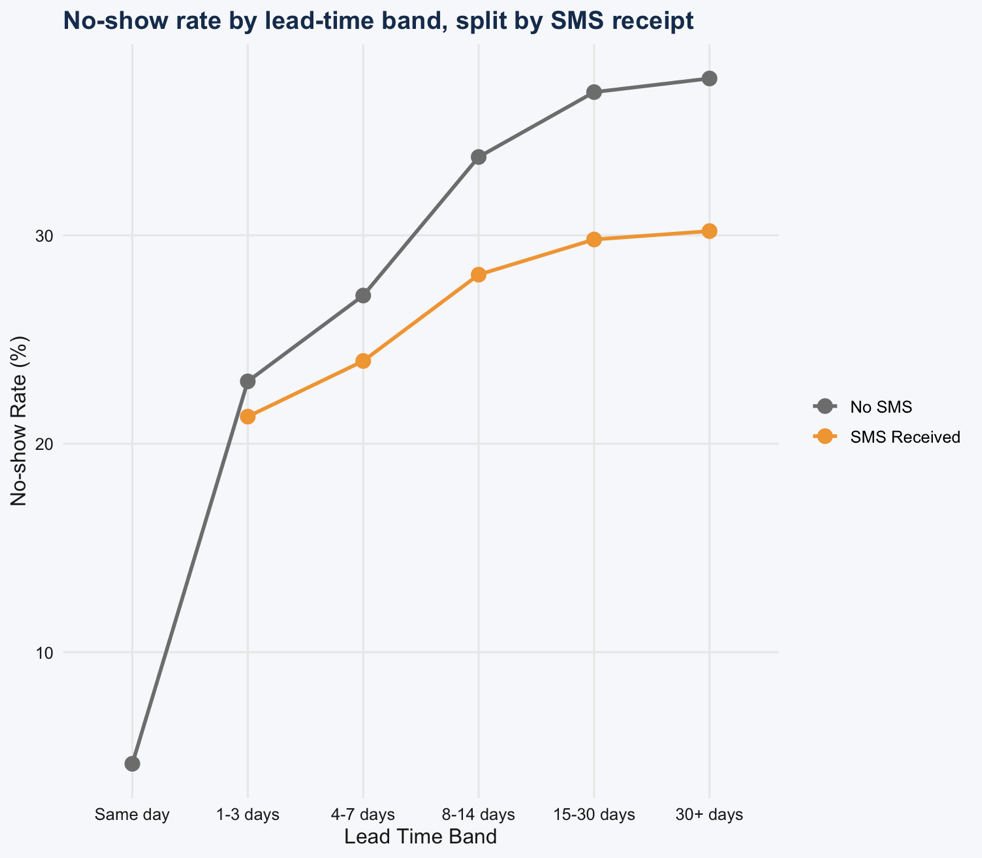 No-show rate by lead-time band, split by SMS receipt
30
20
10
No-show Rate (%)
Same day 1-3 days 4-7 days 8-14 days 15-30 days 30+ days
Lead Time Band
No SMS
SMS Received